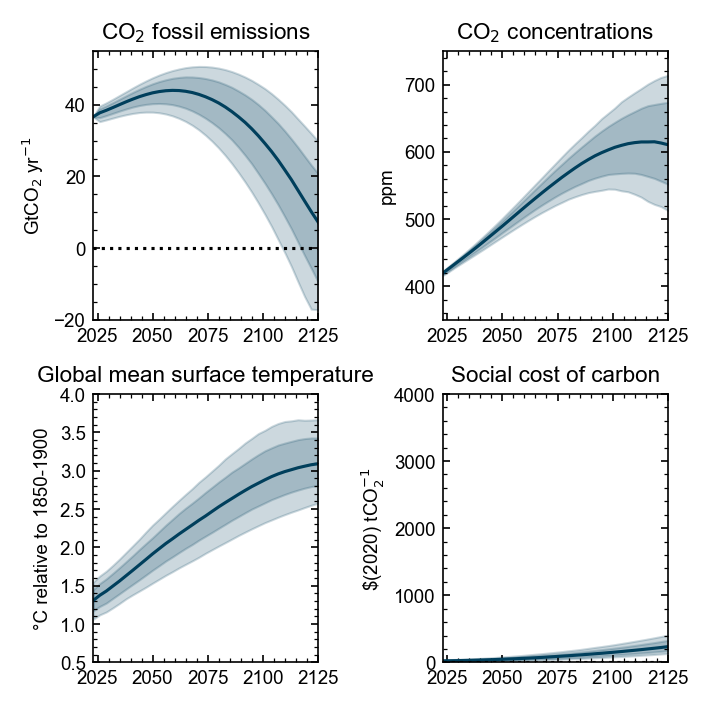 CO₂ fossil emissions
GtCO₂ yr⁻¹
40
20
0
−20
2025 2050 2075 2100 2125
CO₂ concentrations
ppm
700
600
500
400
2025 2050 2075 2100 2125
Global mean surface temperature
°C relative to 1850-1900
4.0
3.5
3.0
2.5
2.0
1.5
1.0
0.5
2025 2050 2075 2100 2125
Social cost of carbon
$(2020) tCO₂⁻¹
4000
3000
2000
1000
0
2025 2050 2075 2100 2125